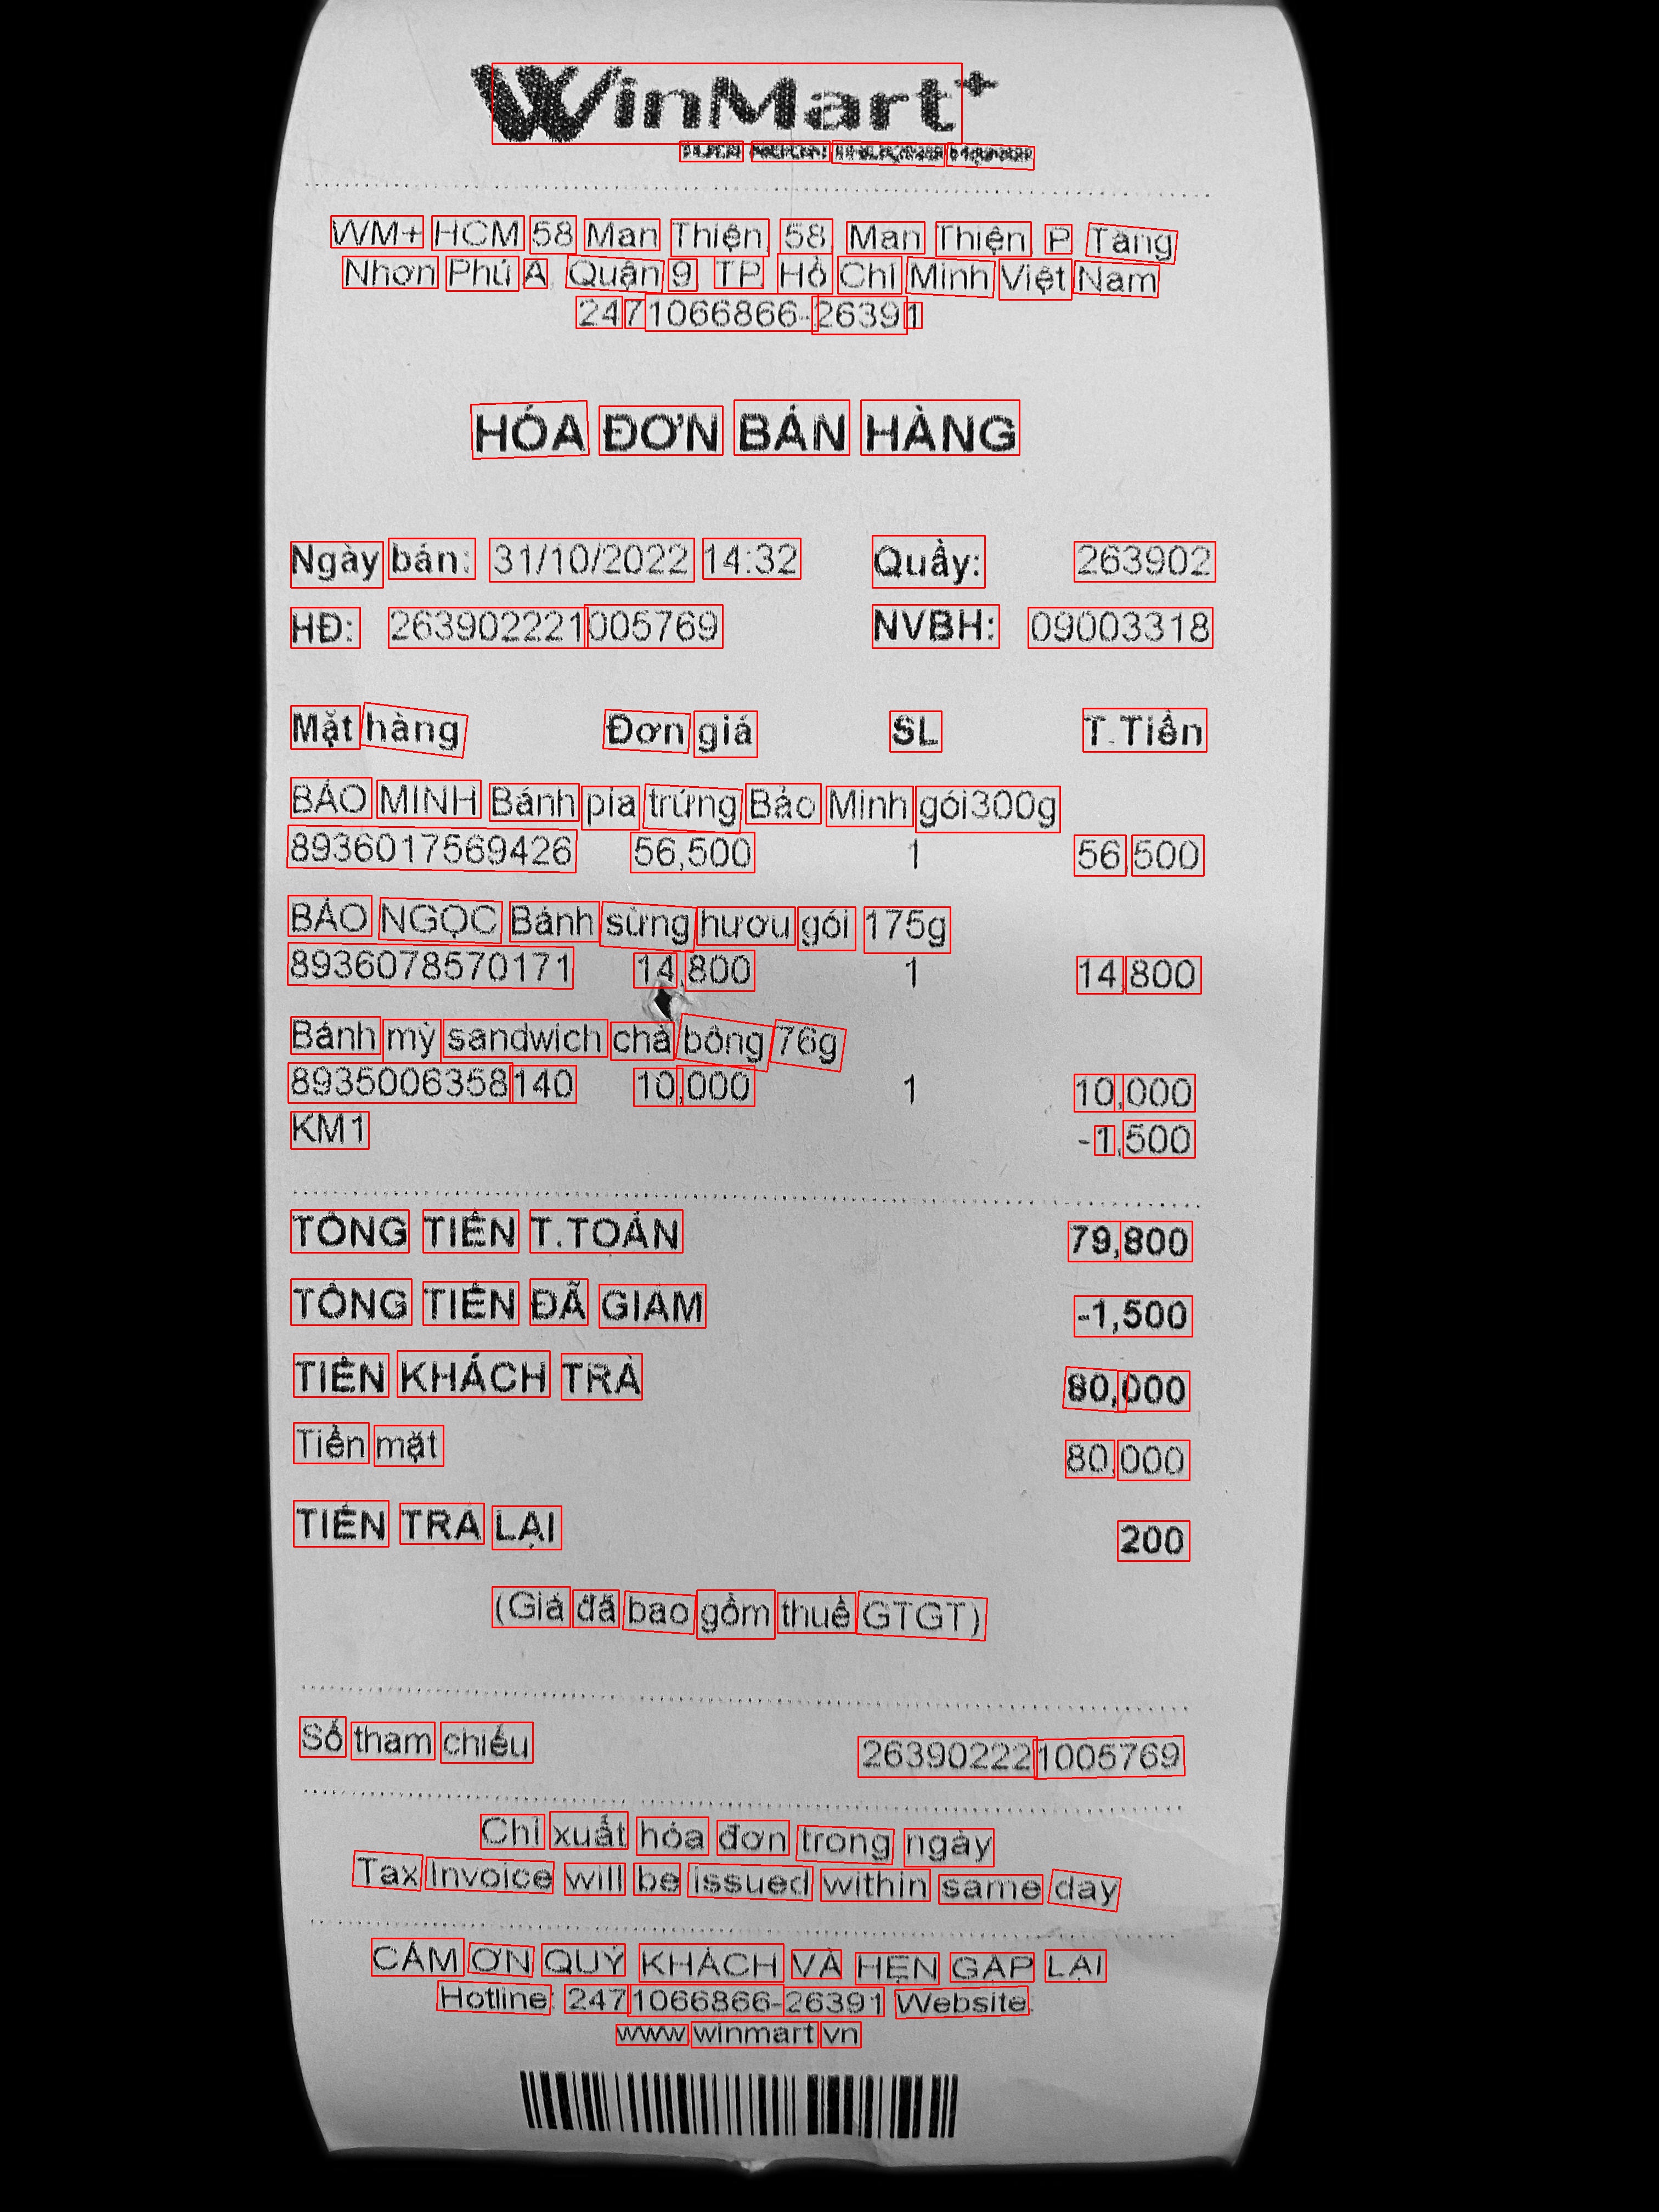 WinMart+
WM+ HCM 58 Man Thiện, 58, Man Thiện, P. Tăng
Nhơn Phú A, Quận 9, TP. Hồ Chí Minh, Việt Nam
2471066866-26391
HÓA ĐƠN BÁN HÀNG
Ngày bán: 31/10/2022 14:32 Quầy: 263902
HĐ: 263902221005769 NVBH: 09003318
Mặt hàng Đơn giá SL T.Tiền
BẢO MINH Bánh pía trứng Bảo Minh gói300g
8936017569426 56,500 1 56,500
BẢO NGỌC Bánh sừng hươu gói 175g
8936078570171 14,800 1 14,800
Bánh mỳ sandwich chà bông 76g
8935006358140 10,000 1 10,000
KM1 -1,500
TỔNG TIỀN T.TOÁN 79,800
TỔNG TIỀN ĐÃ GIẢM -1,500
TIỀN KHÁCH TRẢ 80,000
Tiền mặt 80,000
TIỀN TRẢ LẠI 200
(Giá đã bao gồm thuế GTGT)
Số tham chiếu 263902221005769
Chỉ xuất hóa đơn trong ngày
Tax Invoice will be issued within same day
CẢM ƠN QUÝ KHÁCH VÀ HẸN GẶP LẠI
Hotline: 2471066866-26391 Website:
www.winmart.vn